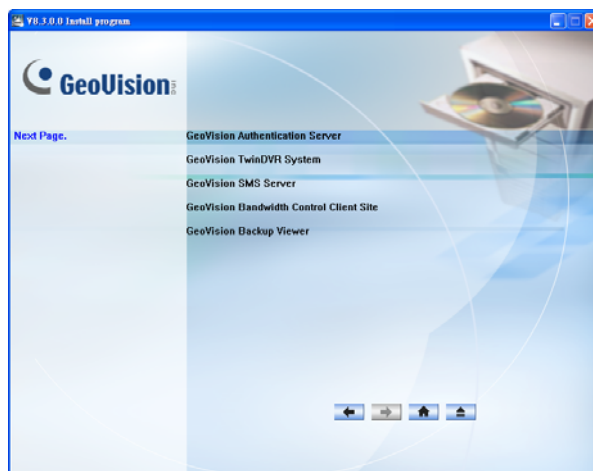 V8.3.0.0 Install program
GeoVision
Next Page.
GeoVision Authentication Server
GeoVision TwinDVR System
GeoVision SMS Server
GeoVision Bandwidth Control Client Site
GeoVision Backup Viewer